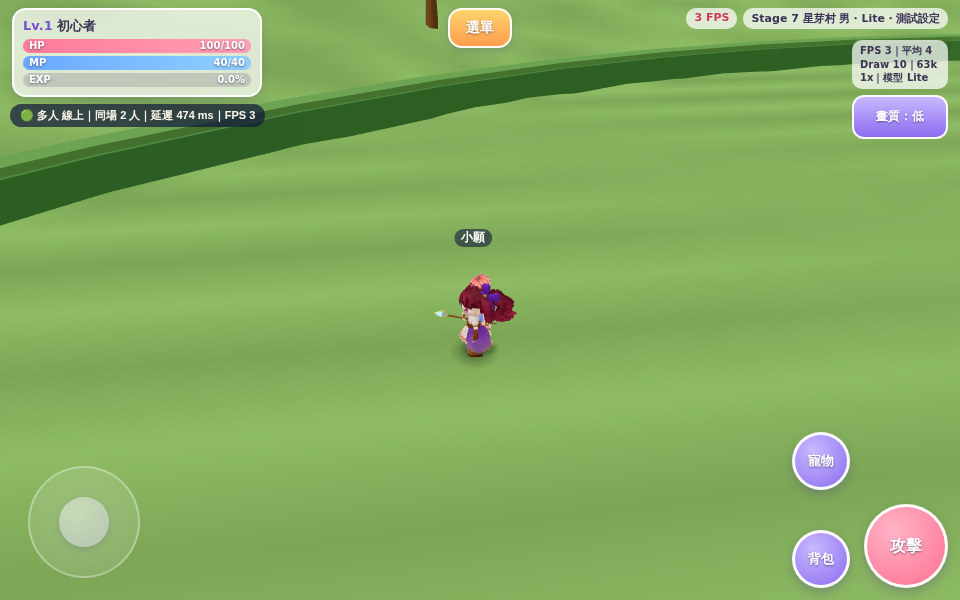 Lv.1 初心者
HP 100/100
MP 40/40
EXP 0.0%
多人 線上｜同場 2 人｜延遲 474 ms｜FPS 3
選單
3 FPS
Stage 7 星芽村 男・Lite・測試設定
FPS 3｜平均 4
Draw 10｜63k
1x｜模型 Lite
畫質：低
小願
寵物
背包
攻擊